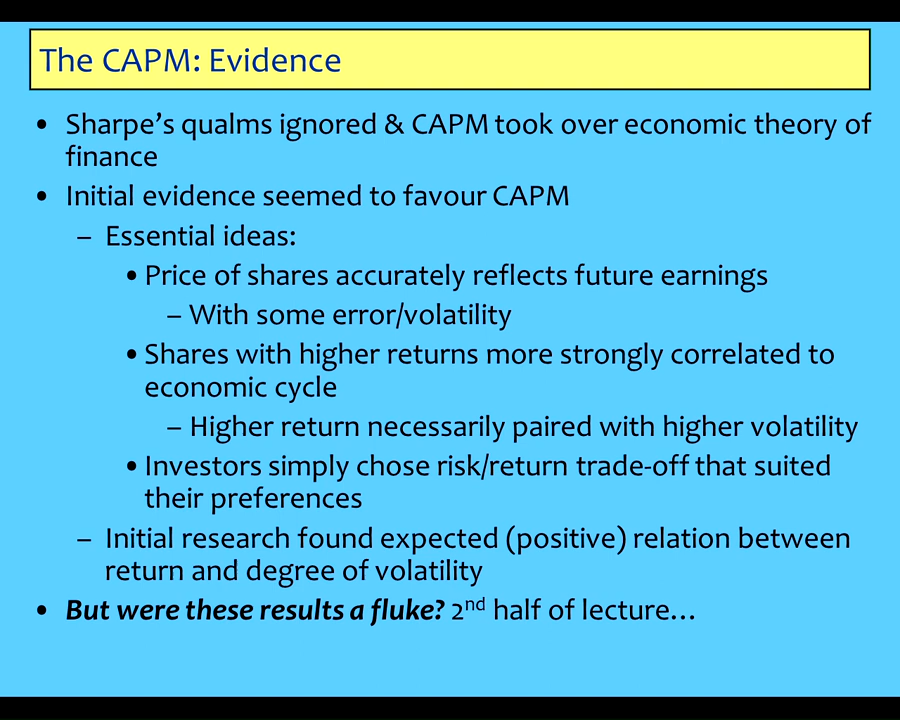 The CAPM: Evidence
• Sharpe’s qualms ignored & CAPM took over economic theory of
finance
• Initial evidence seemed to favour CAPM
– Essential ideas:
• Price of shares accurately reflects future earnings
– With some error/volatility
• Shares with higher returns more strongly correlated to
economic cycle
– Higher return necessarily paired with higher volatility
• Investors simply chose risk/return trade-off that suited
their preferences
– Initial research found expected (positive) relation between
return and degree of volatility
• But were these results a fluke? 2nd half of lecture…